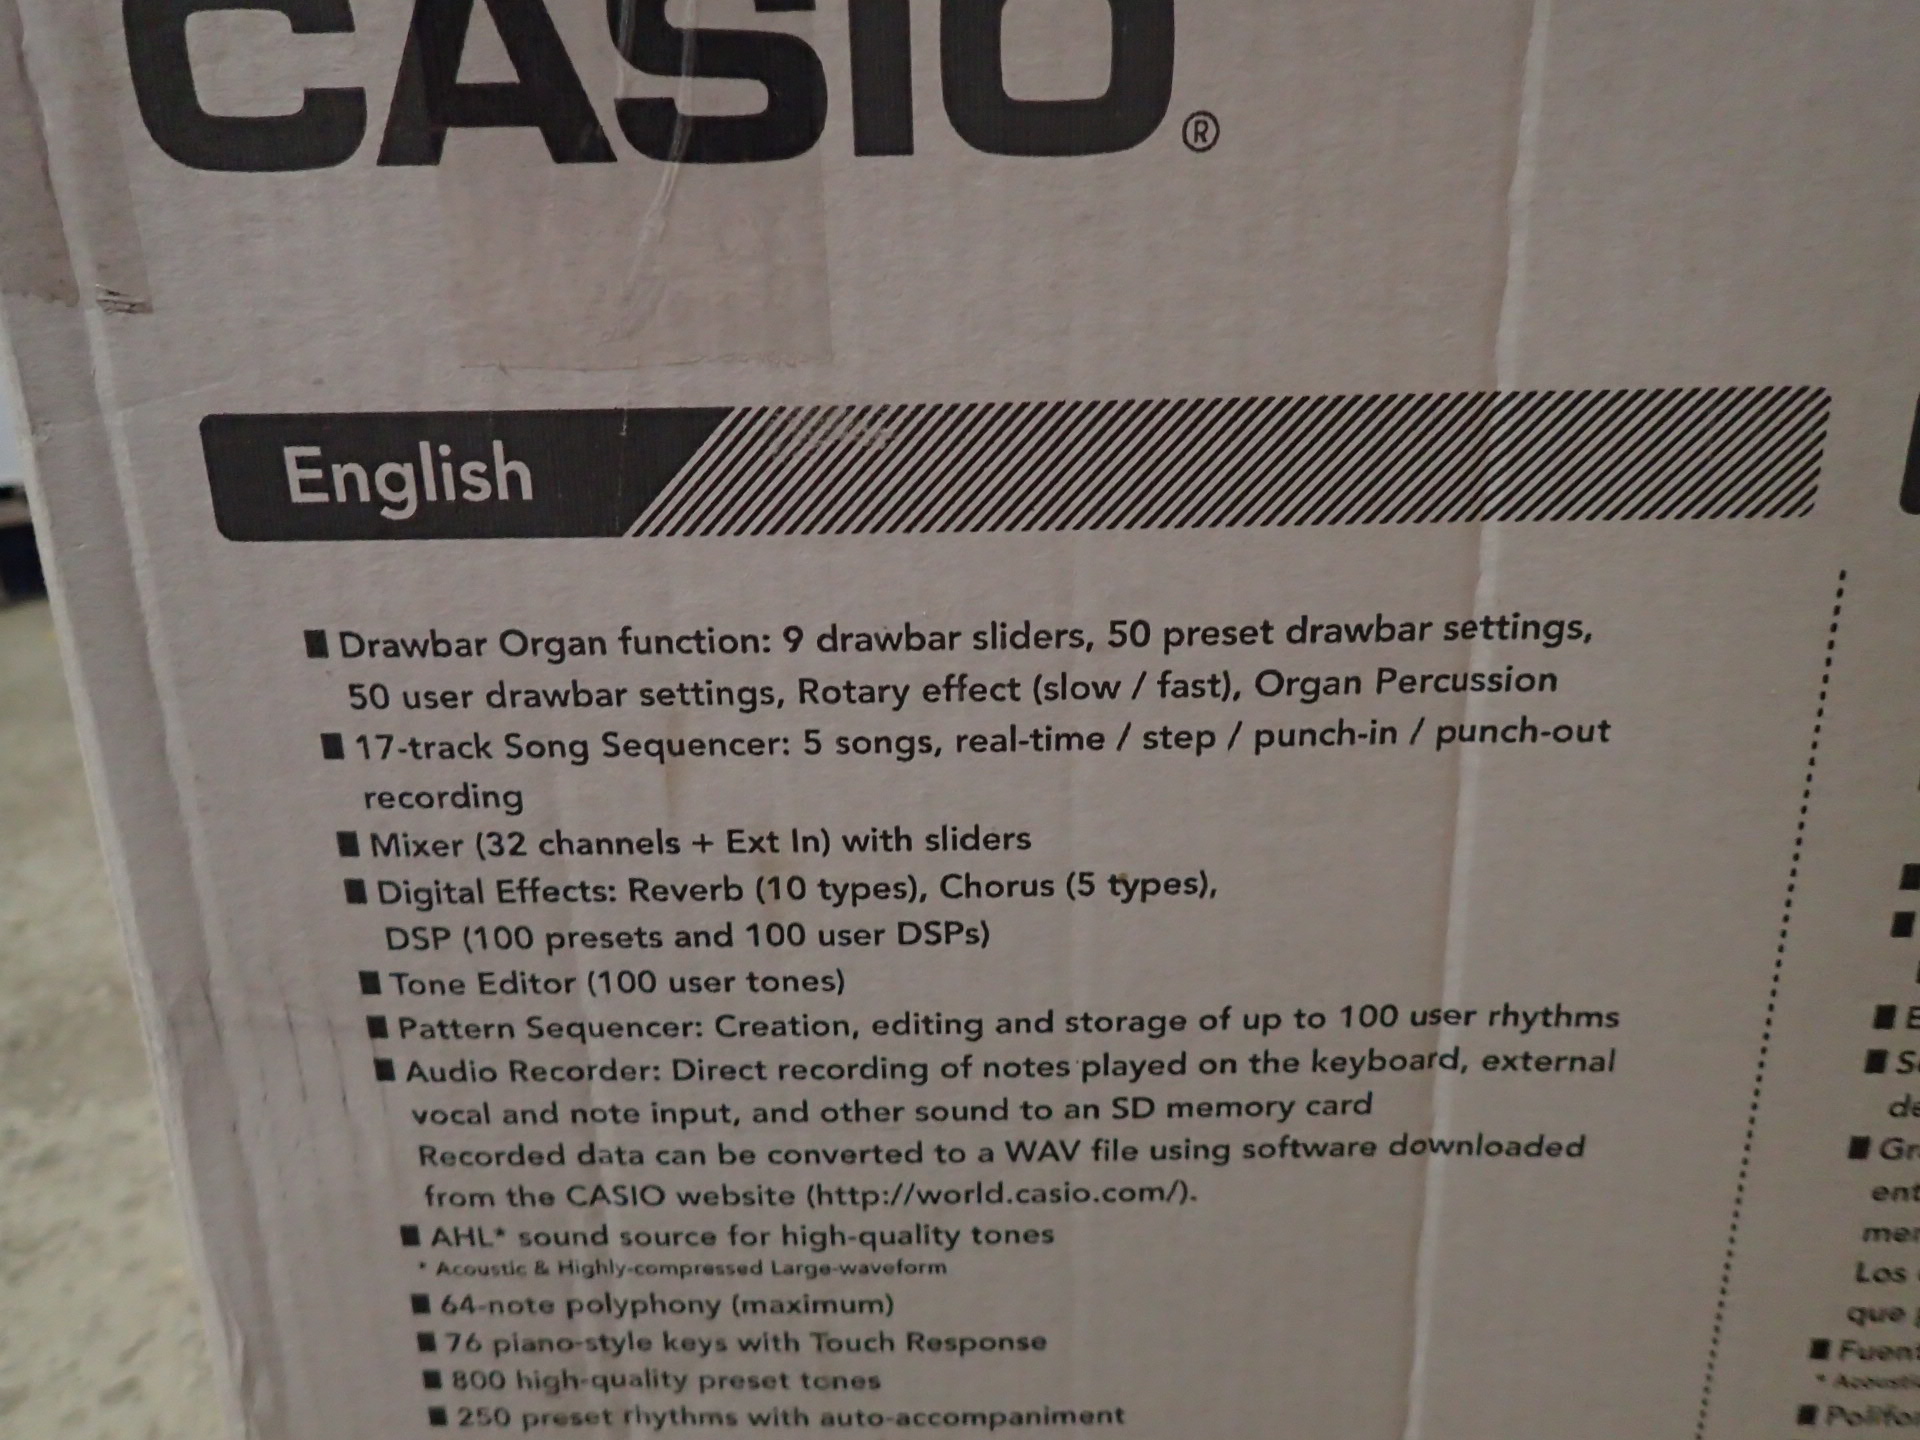 CASIO®
English
■ Drawbar Organ function: 9 drawbar sliders, 50 preset drawbar settings,
50 user drawbar settings, Rotary effect (slow / fast), Organ Percussion
■ 17-track Song Sequencer: 5 songs, real-time / step / punch-in / punch-out
recording
■ Mixer (32 channels + Ext In) with sliders
■ Digital Effects: Reverb (10 types), Chorus (5 types),
DSP (100 presets and 100 user DSPs)
■ Tone Editor (100 user tones)
■ Pattern Sequencer: Creation, editing and storage of up to 100 user rhythms
■ Audio Recorder: Direct recording of notes played on the keyboard, external
vocal and note input, and other sound to an SD memory card
Recorded data can be converted to a WAV file using software downloaded
from the CASIO website (http://world.casio.com/).
■ AHL* sound source for high-quality tones
* Acoustic & Highly-compressed Large-waveform
■ 64-note polyphony (maximum)
■ 76 piano-style keys with Touch Response
■ 800 high-quality preset tones
■ 250 preset rhythms with auto-accompaniment
Los
que